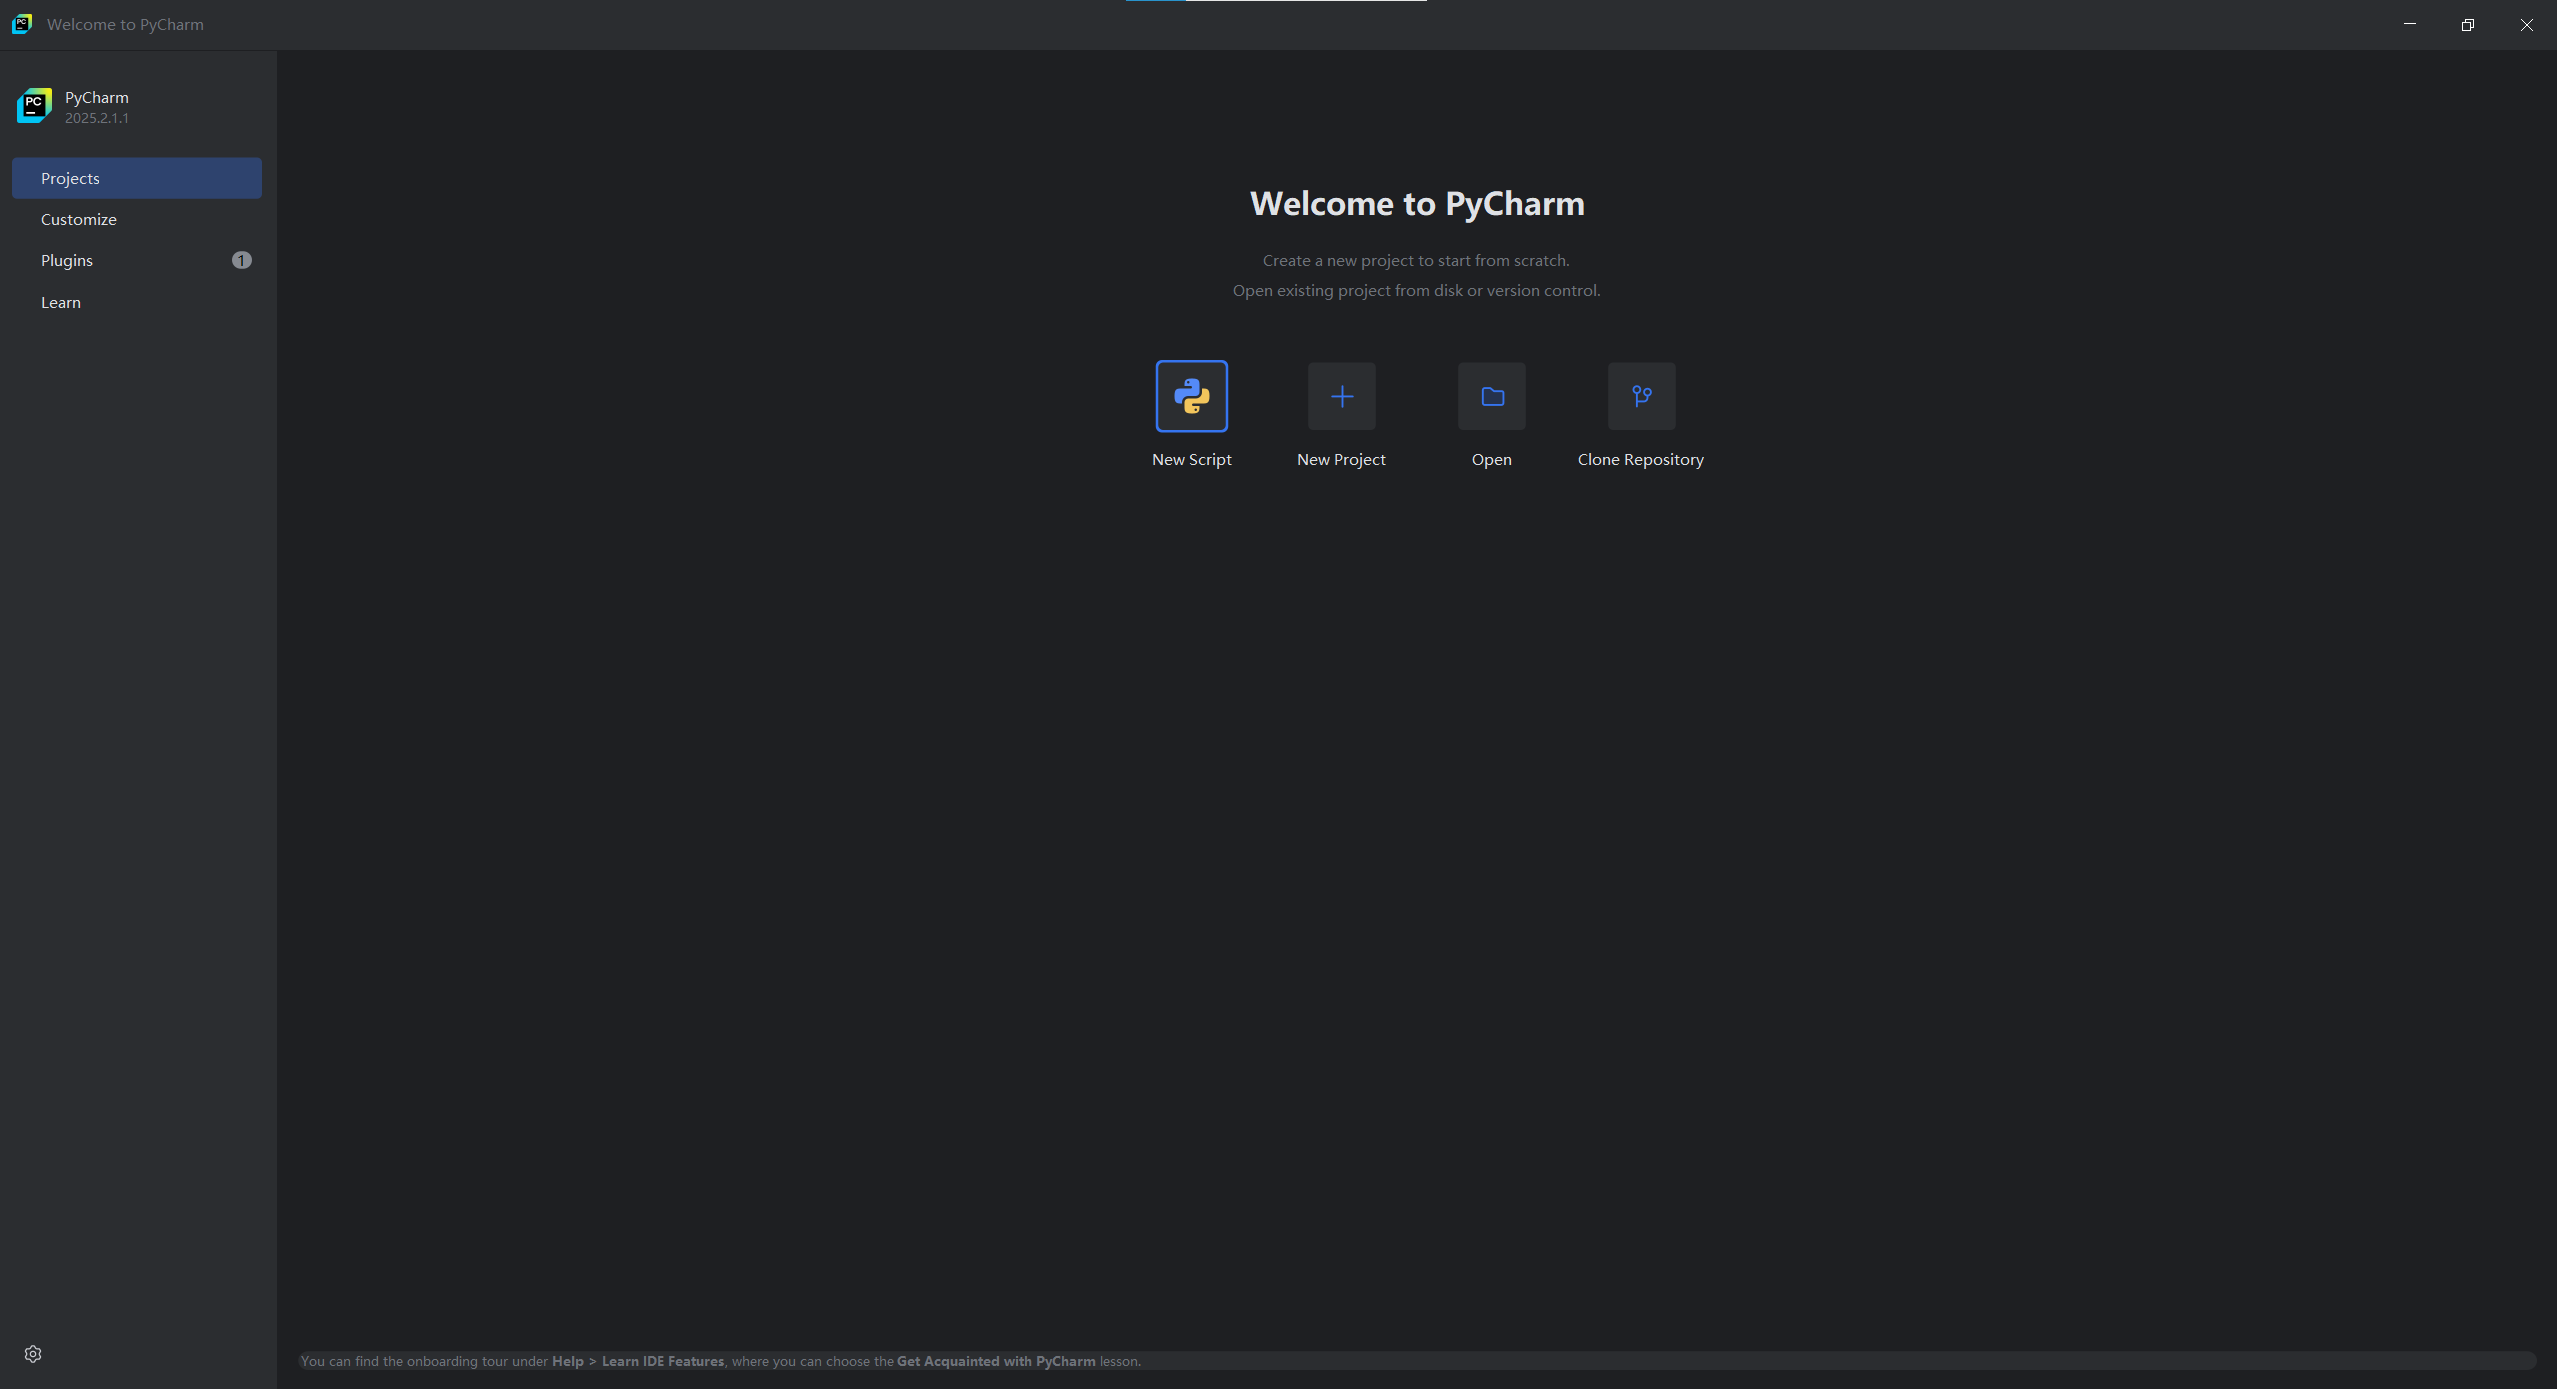 Welcome to PyCharm
PC
PyCharm
2025.2.1.1
Projects
Customize
Plugins 1
Learn
Welcome to PyCharm
Create a new project to start from scratch.
Open existing project from disk or version control.
New Script New Project Open Clone Repository
You can find the onboarding tour under Help > Learn IDE Features, where you can choose the Get Acquainted with PyCharm lesson.